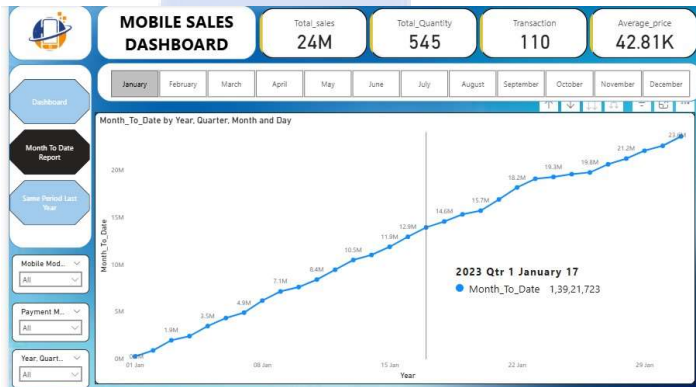 MOBILE SALES
DASHBOARD
Total_sales
24M
Total_Quantity
545
Transaction
110
Average_price
42.81K
January
February
March
April
May
June
July
August
September
October
November
December
Dashboard
Month To Date
Report
Same Period Last
Year
Mobile Mod...
All
Payment M...
All
Year, Quart...
All
Month_To_Date by Year, Quarter, Month and Day
Month_To_Date
20M
15M
10M
5M
0M
1.9M
2.5M
4.9M
7.1M
8.4M
10.5M
11.9M
12.9M
14.6M
15.7M
18.2M
19.3M
19.8M
21.2M
2023 Qtr 1 January 17
Month_To_Date 1,39,21,723
01 Jan
08 Jan
15 Jan
22 Jan
29 Jan
Year